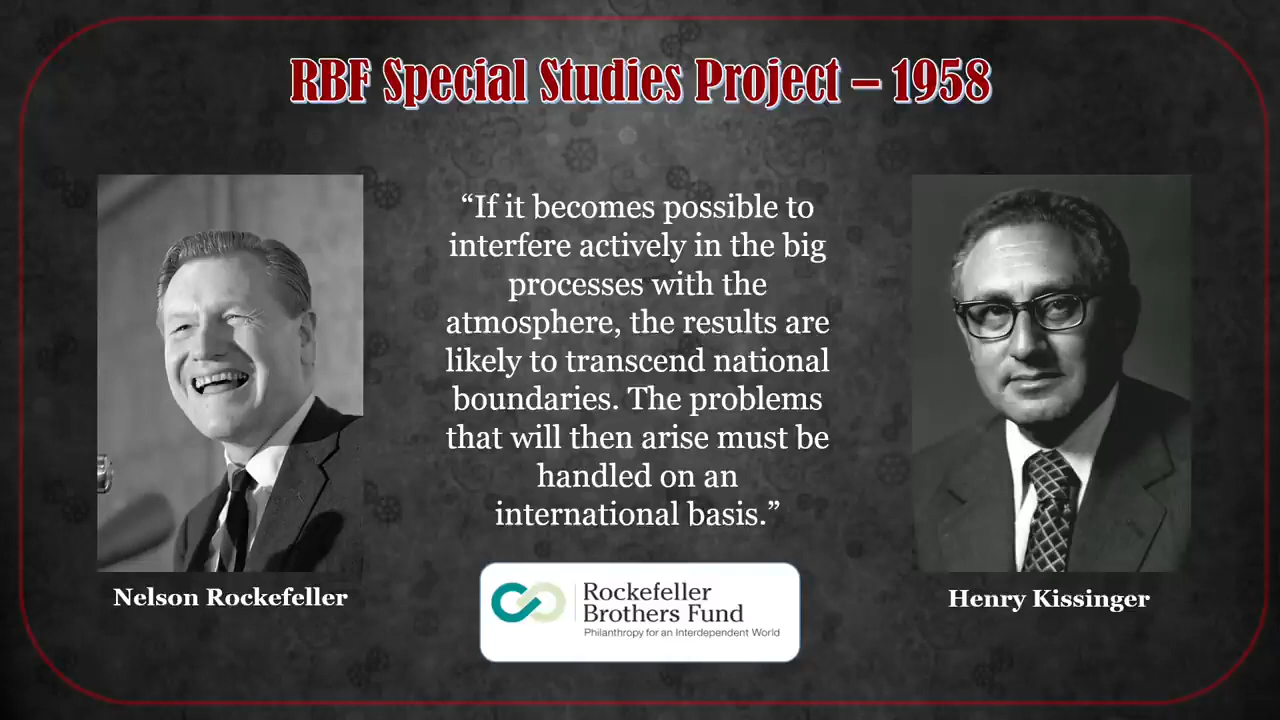 RBF Special Studies Project – 1958
“If it becomes possible to
interfere actively in the big
processes with the
atmosphere, the results are
likely to transcend national
boundaries. The problems
that will then arise must be
handled on an
international basis.”
Nelson Rockefeller
Henry Kissinger
Rockefeller
Brothers Fund
Philanthropy for an Interdependent World